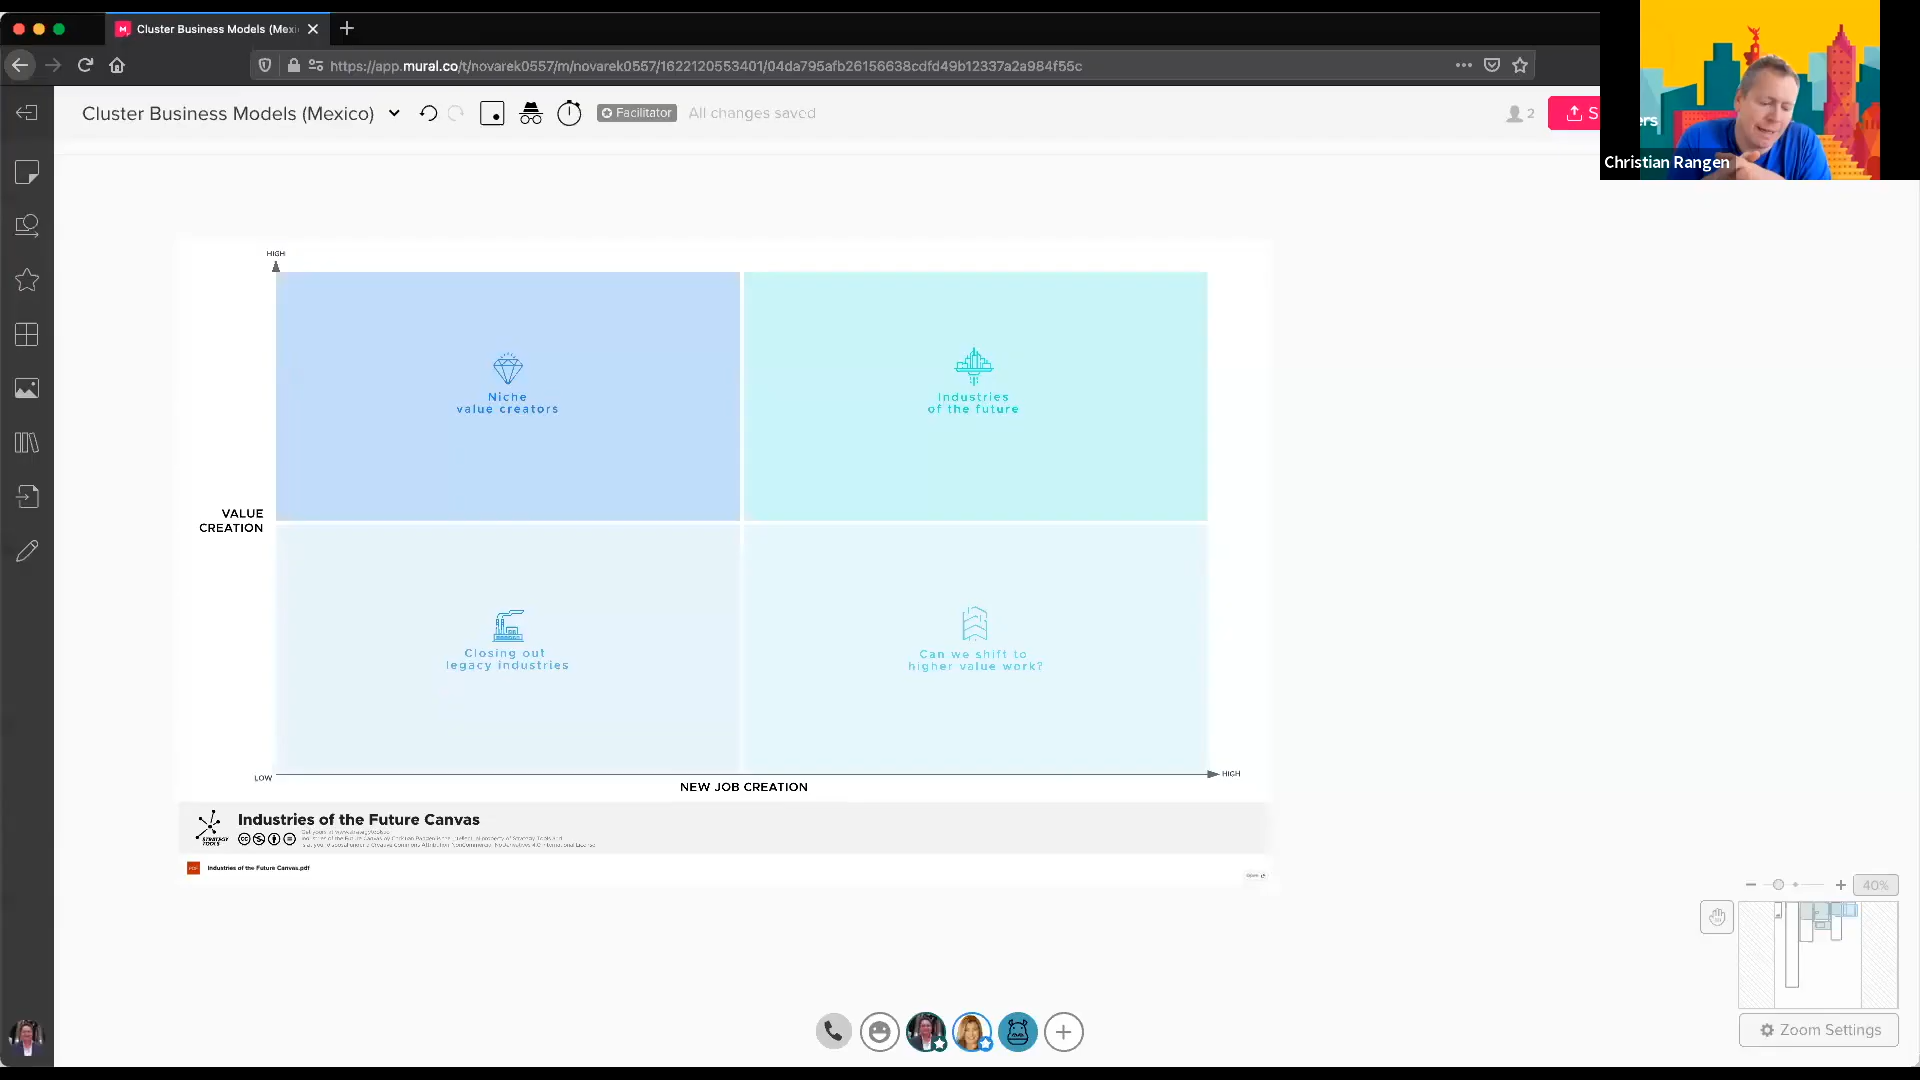 Cluster Business Models (Mexi
https://app.mural.co/t/novarek0557/m/novarek0557/1622120553401/04da795afb26156638cdfd49b12337a2a984f55c
Cluster Business Models (Mexico)
Facilitator
All changes saved
2
S
ers
Christian Rangen
HIGH
Niche
value creators
Industries
of the future
VALUE
CREATION
Closing out
legacy industries
Can we shift to
higher value work?
LOW
HIGH
NEW JOB CREATION
STRATEGY
TOOLS
Industries of the Future Canvas
Industries of the Future Canvas.pdf
40%
Zoom Settings